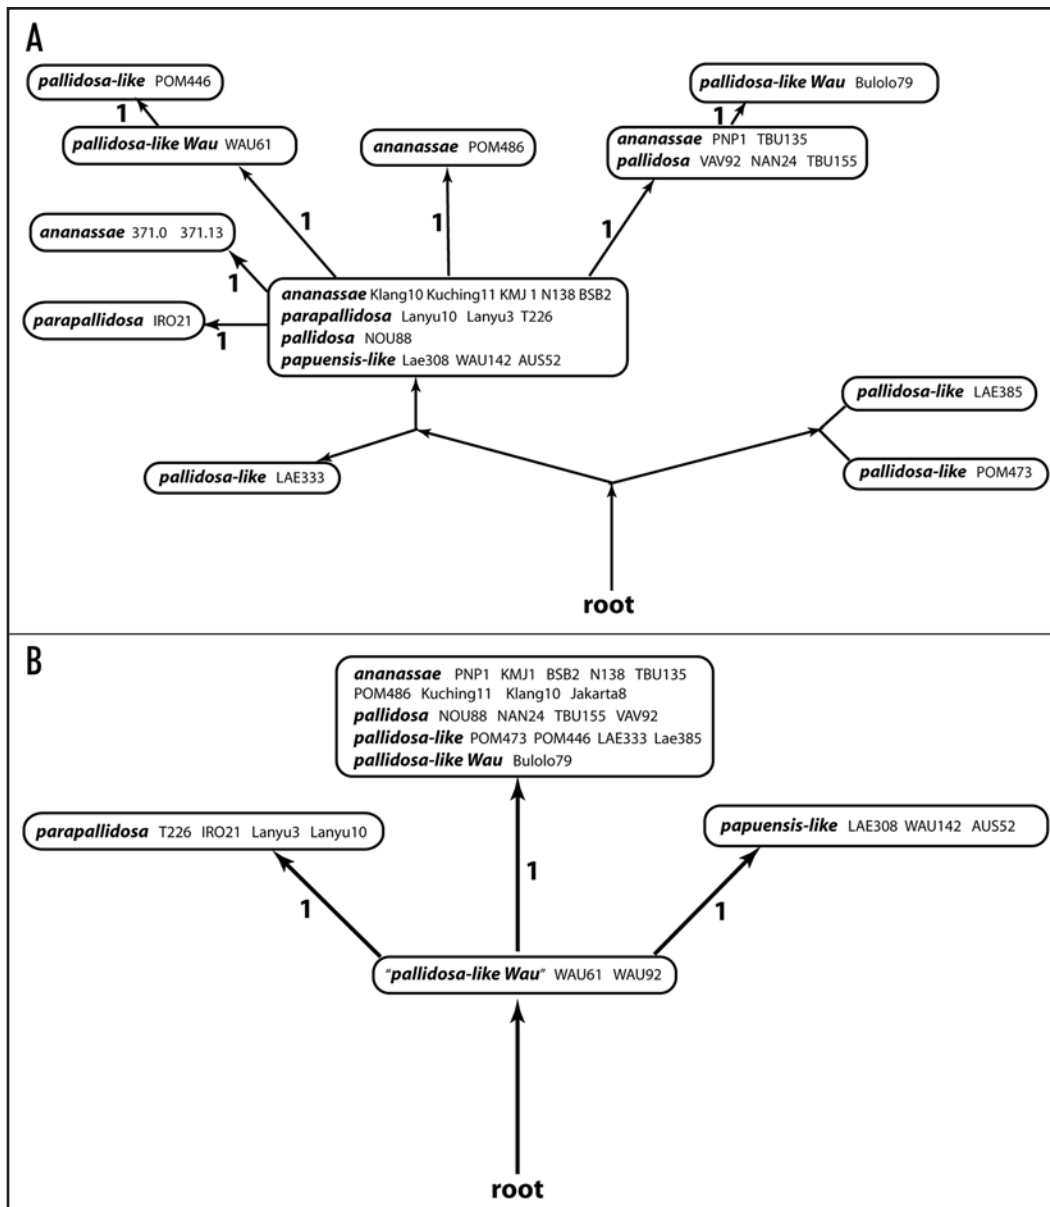 A
pallidosa-like POM446
1
pallidosa-like Wau WAU61
ananassae POM486
pallidosa-like Wau Bulolo79
1
ananassae PNP1 TBU135
pallidosa VAV92 NAN24 TBU155
1
1
1
ananassae 371.0 371.13
1
parapallidosa IRO21
1
ananassae Klang10 Kuching11 KMJ 1 N138 BSB2
parapallidosa Lanyu10 Lanyu3 T226
pallidosa NOU88
papuensis-like Lae308 WAU142 AUS52
pallidosa-like LAE385
pallidosa-like LAE333
pallidosa-like POM473
root
B
ananassae PNP1 KMJ1 BSB2 N138 TBU135
POM486 Kuching11 Klang10 Jakarta8
pallidosa NOU88 NAN24 TBU155 VAV92
pallidosa-like POM473 POM446 LAE333 Lae385
pallidosa-like Wau Bulolo79
parapallidosa T226 IRO21 Lanyu3 Lanyu10
papuensis-like LAE308 WAU142 AUS52
1
1
1
"pallidosa-like Wau" WAU61 WAU92
root